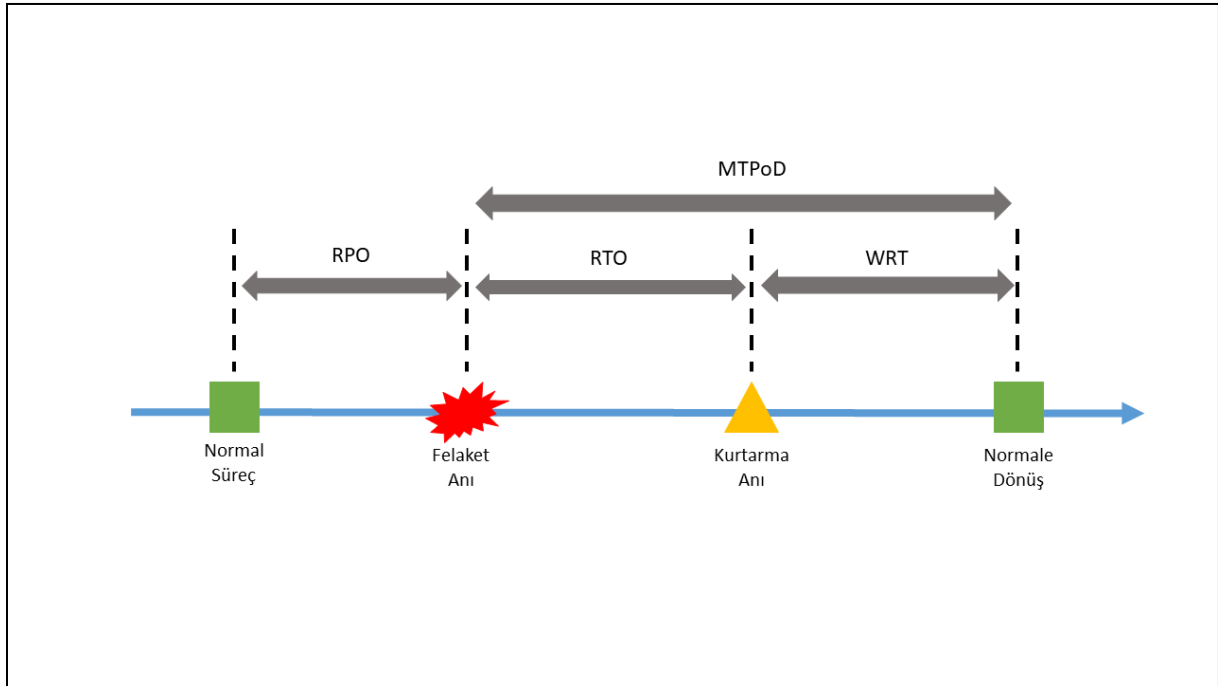 MTPoD
RPO
RTO
WRT
Normal
Süreç
Felaket
Anı
Kurtarma
Anı
Normale
Dönüş